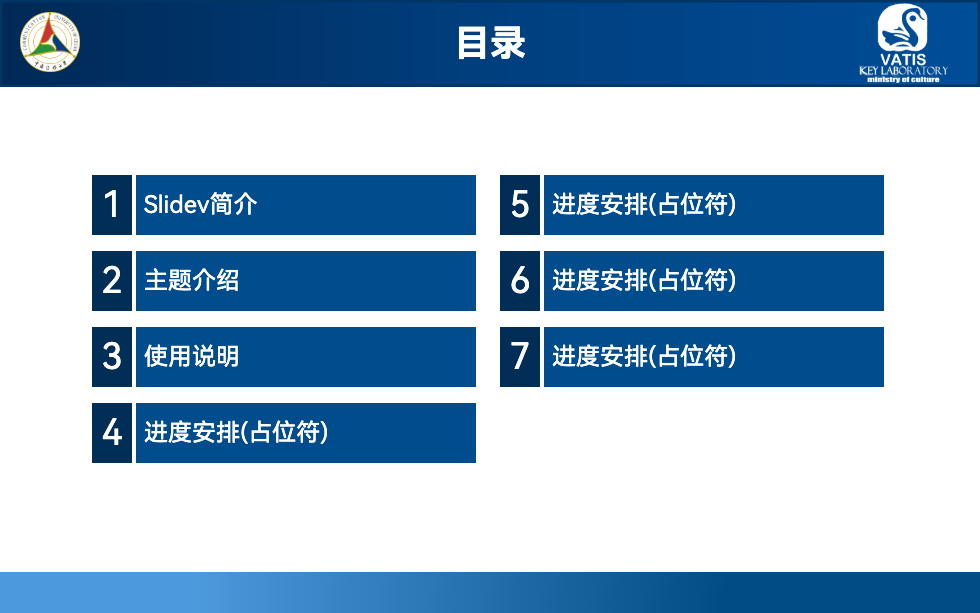 目录
VATIS
KEY LABORATORY
ministry of culture
1 Slidev简介
2 主题介绍
3 使用说明
4 进度安排(占位符)
5 进度安排(占位符)
6 进度安排(占位符)
7 进度安排(占位符)